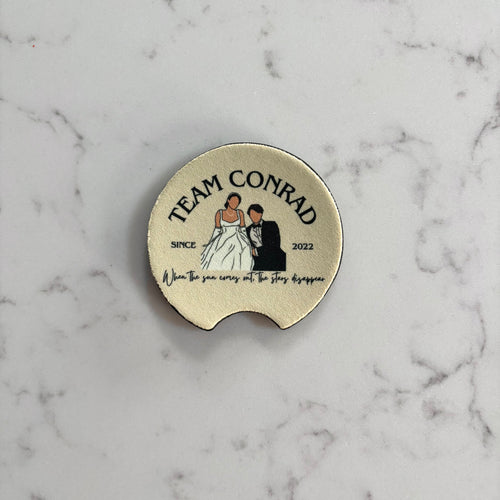 TEAM CONRAD
SINCE 2022
When the sun comes out, the stars disappear